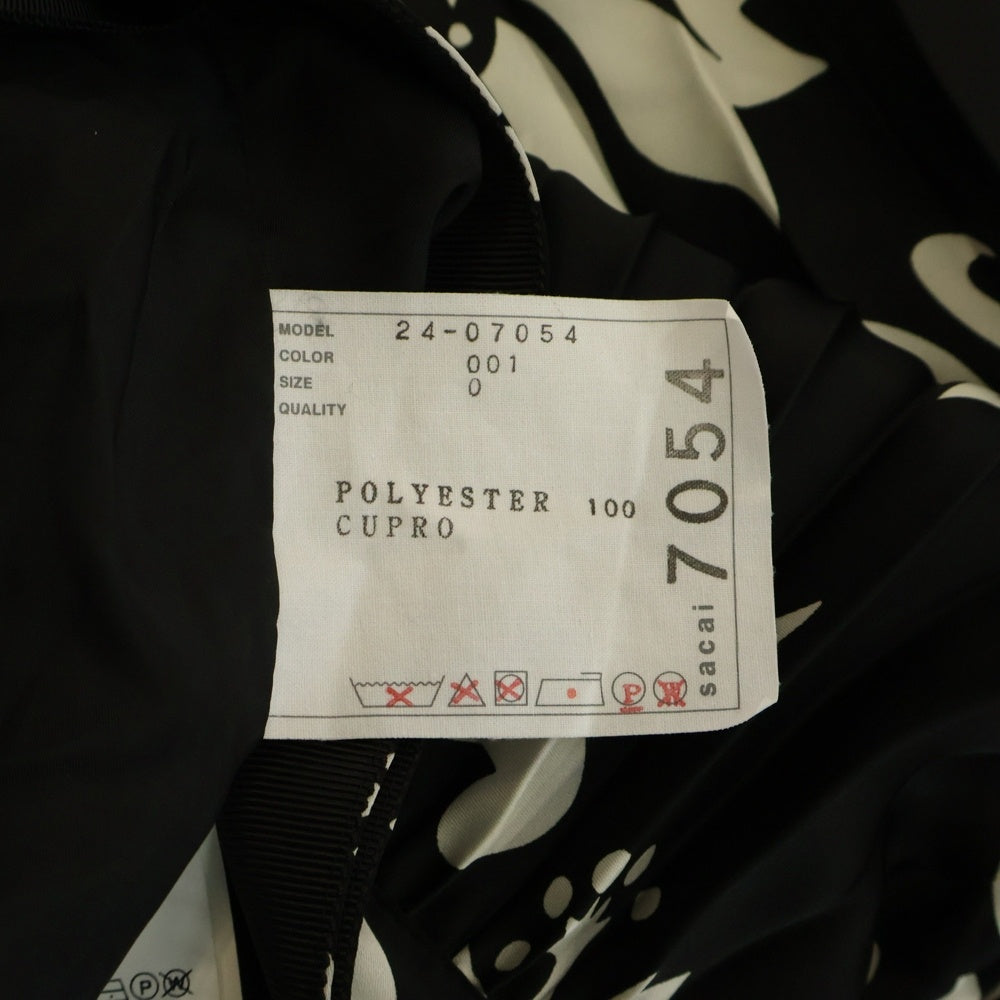 MODEL 24-07054
COLOR 001
SIZE 0
QUALITY
POLYESTER 100
CUPRO
sacai 7054
P
W
P W